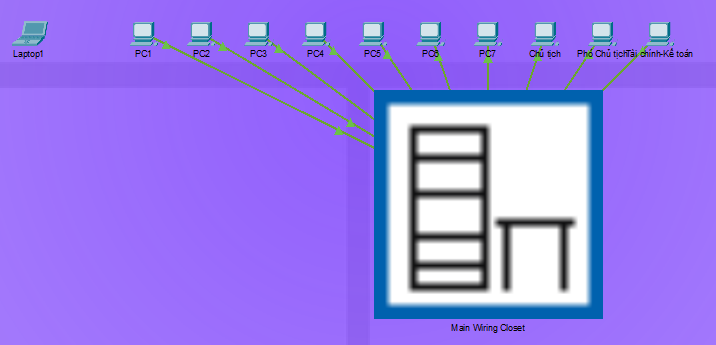 Laptop1
PC1
PC2
PC3
PC4
PC5
PC6
PC7
Chủ tịch
Phó Chủ tịch
Tài chính-Kế toán
Main Wiring Closet